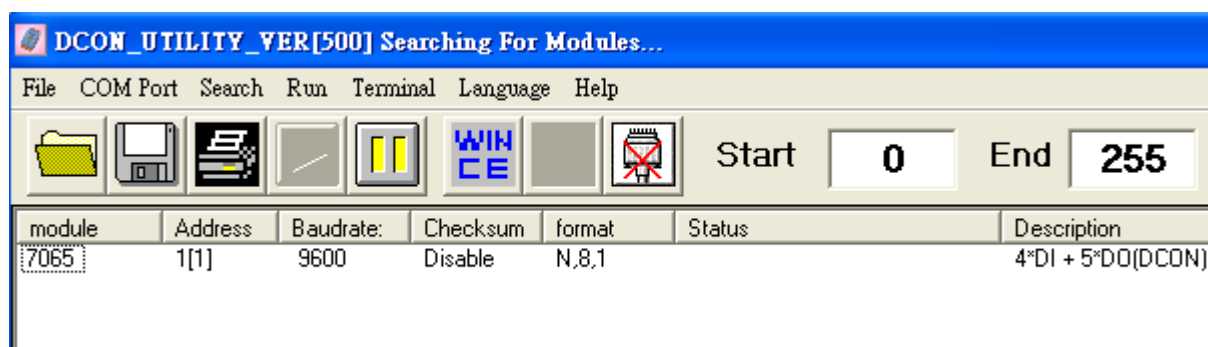 DCON_UTILITY_VER[500] Searching For Modules...
File COM Port Search Run Terminal Language Help
WIN CE Start 0 End 255
module Address Baudrate: Checksum format Status Description
7065 1[1] 9600 Disable N,8,1 4*DI + 5*DO(DCON)